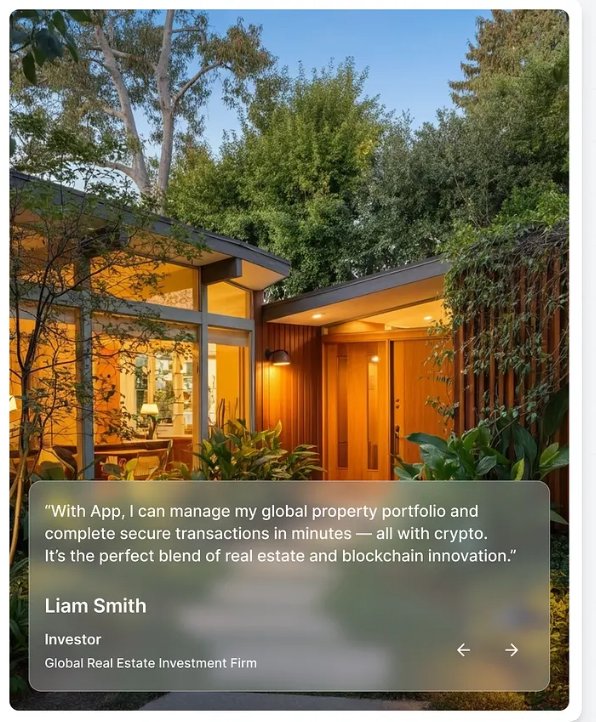 “With App, I can manage my global property portfolio and
complete secure transactions in minutes — all with crypto.
It’s the perfect blend of real estate and blockchain innovation.”
Liam Smith
Investor
Global Real Estate Investment Firm